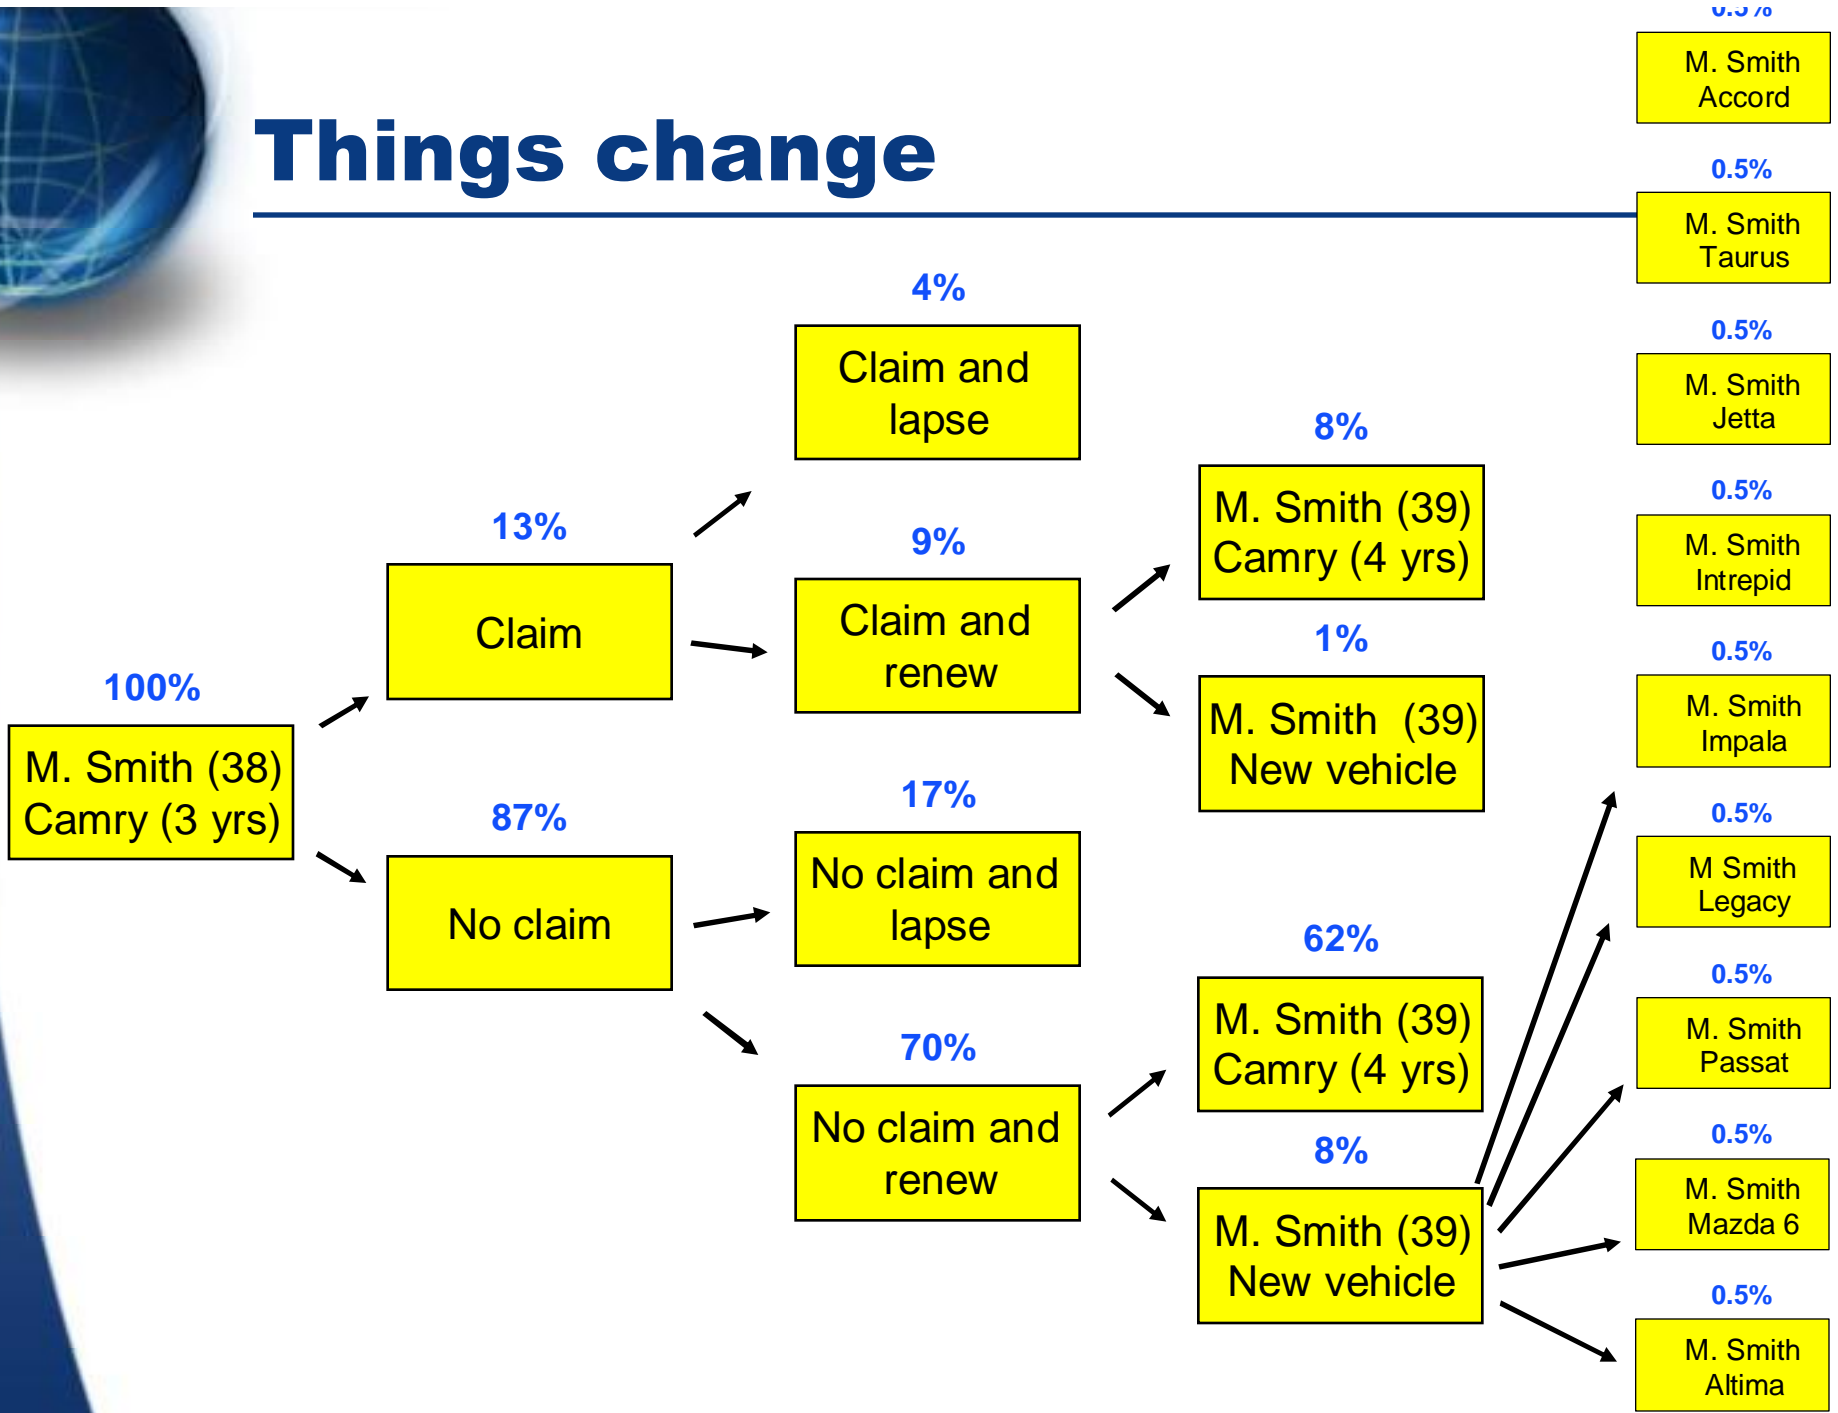 Things change
100%
M. Smith (38)
Camry (3 yrs)
13%
Claim
87%
No claim
4%
Claim and
lapse
9%
Claim and
renew
17%
No claim and
lapse
70%
No claim and
renew
8%
M. Smith (39)
Camry (4 yrs)
1%
M. Smith (39)
New vehicle
62%
M. Smith (39)
Camry (4 yrs)
8%
M. Smith (39)
New vehicle
0.5%
M. Smith
Accord
0.5%
M. Smith
Taurus
0.5%
M. Smith
Jetta
0.5%
M. Smith
Intrepid
0.5%
M. Smith
Impala
0.5%
M Smith
Legacy
0.5%
M. Smith
Passat
0.5%
M. Smith
Mazda 6
0.5%
M. Smith
Altima